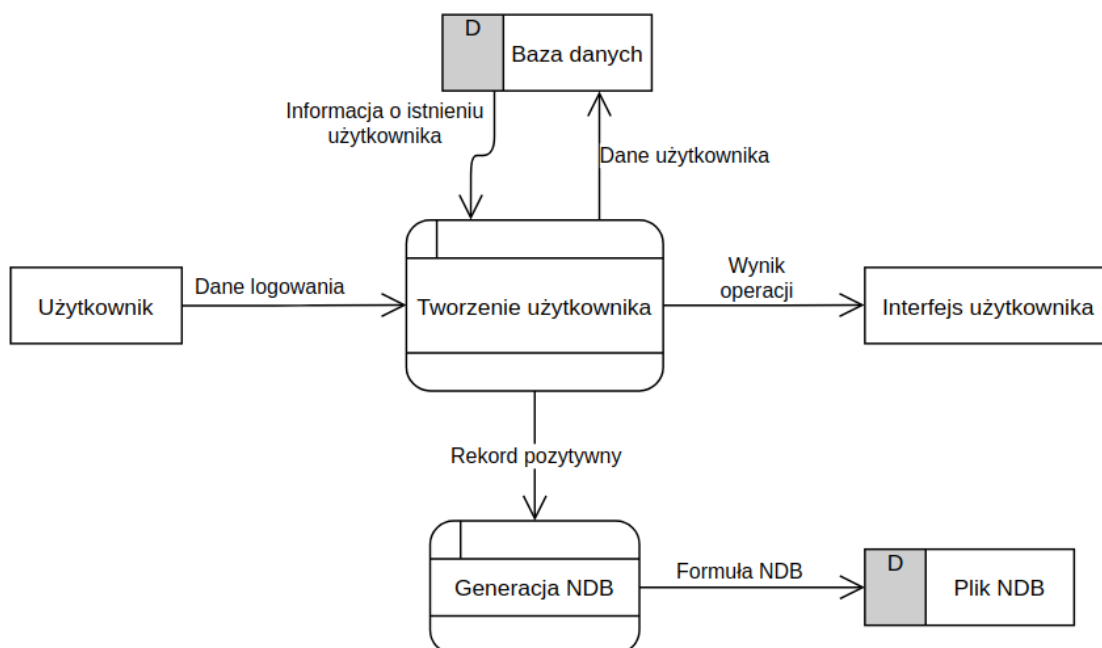 D
Baza danych
Informacja o istnieniu
użytkownika
Dane użytkownika
Użytkownik
Dane logowania
Tworzenie użytkownika
Wynik
operacji
Interfejs użytkownika
Rekord pozytywny
Generacja NDB
Formuła NDB
D
Plik NDB